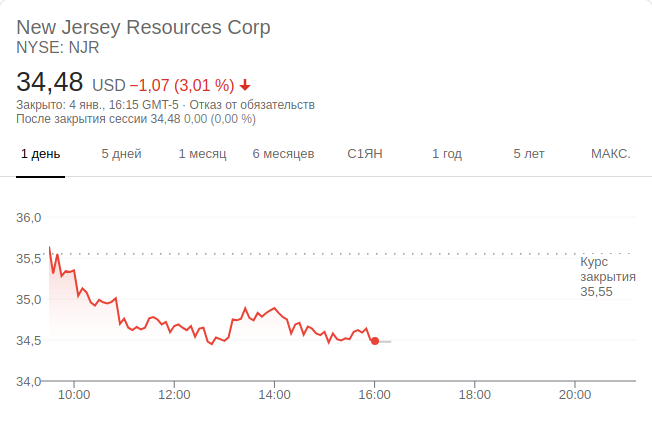 New Jersey Resources Corp
NYSE: NJR
34,48 USD −1,07 (3,01 %)
Закрыто: 4 янв., 16:15 GMT-5 · Отказ от обязательств
После закрытия сессии 34,48 0,00 (0,00 %)
1 день 5 дней 1 месяц 6 месяцев С1ЯН 1 год 5 лет МАКС.
36,0
35,5
Курс
закрытия
35,55
35,0
34,5
34,0
10:00 12:00 14:00 16:00 18:00 20:00